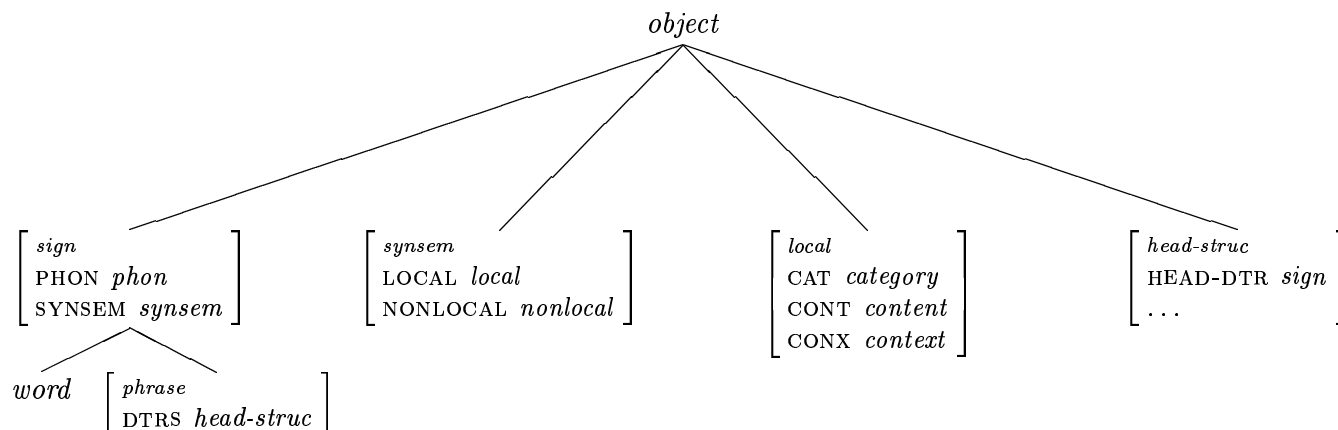 object
sign
PHON phon
SYNSEM synsem
synsem
LOCAL local
NONLOCAL nonlocal
local
CAT category
CONT content
CONX context
head-struc
HEAD-DTR sign
...
word
phrase
DTRS head-struc